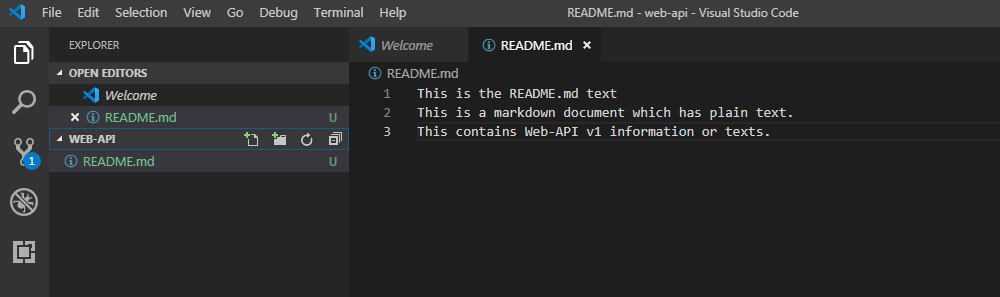 File Edit Selection View Go Debug Terminal Help README.md - web-api - Visual Studio Code
EXPLORER
OPEN EDITORS
Welcome
README.md U
WEB-API
README.md U
1
Welcome README.md
README.md
1 This is the README.md text
2 This is a markdown document which has plain text.
3 This contains Web-API v1 information or texts.